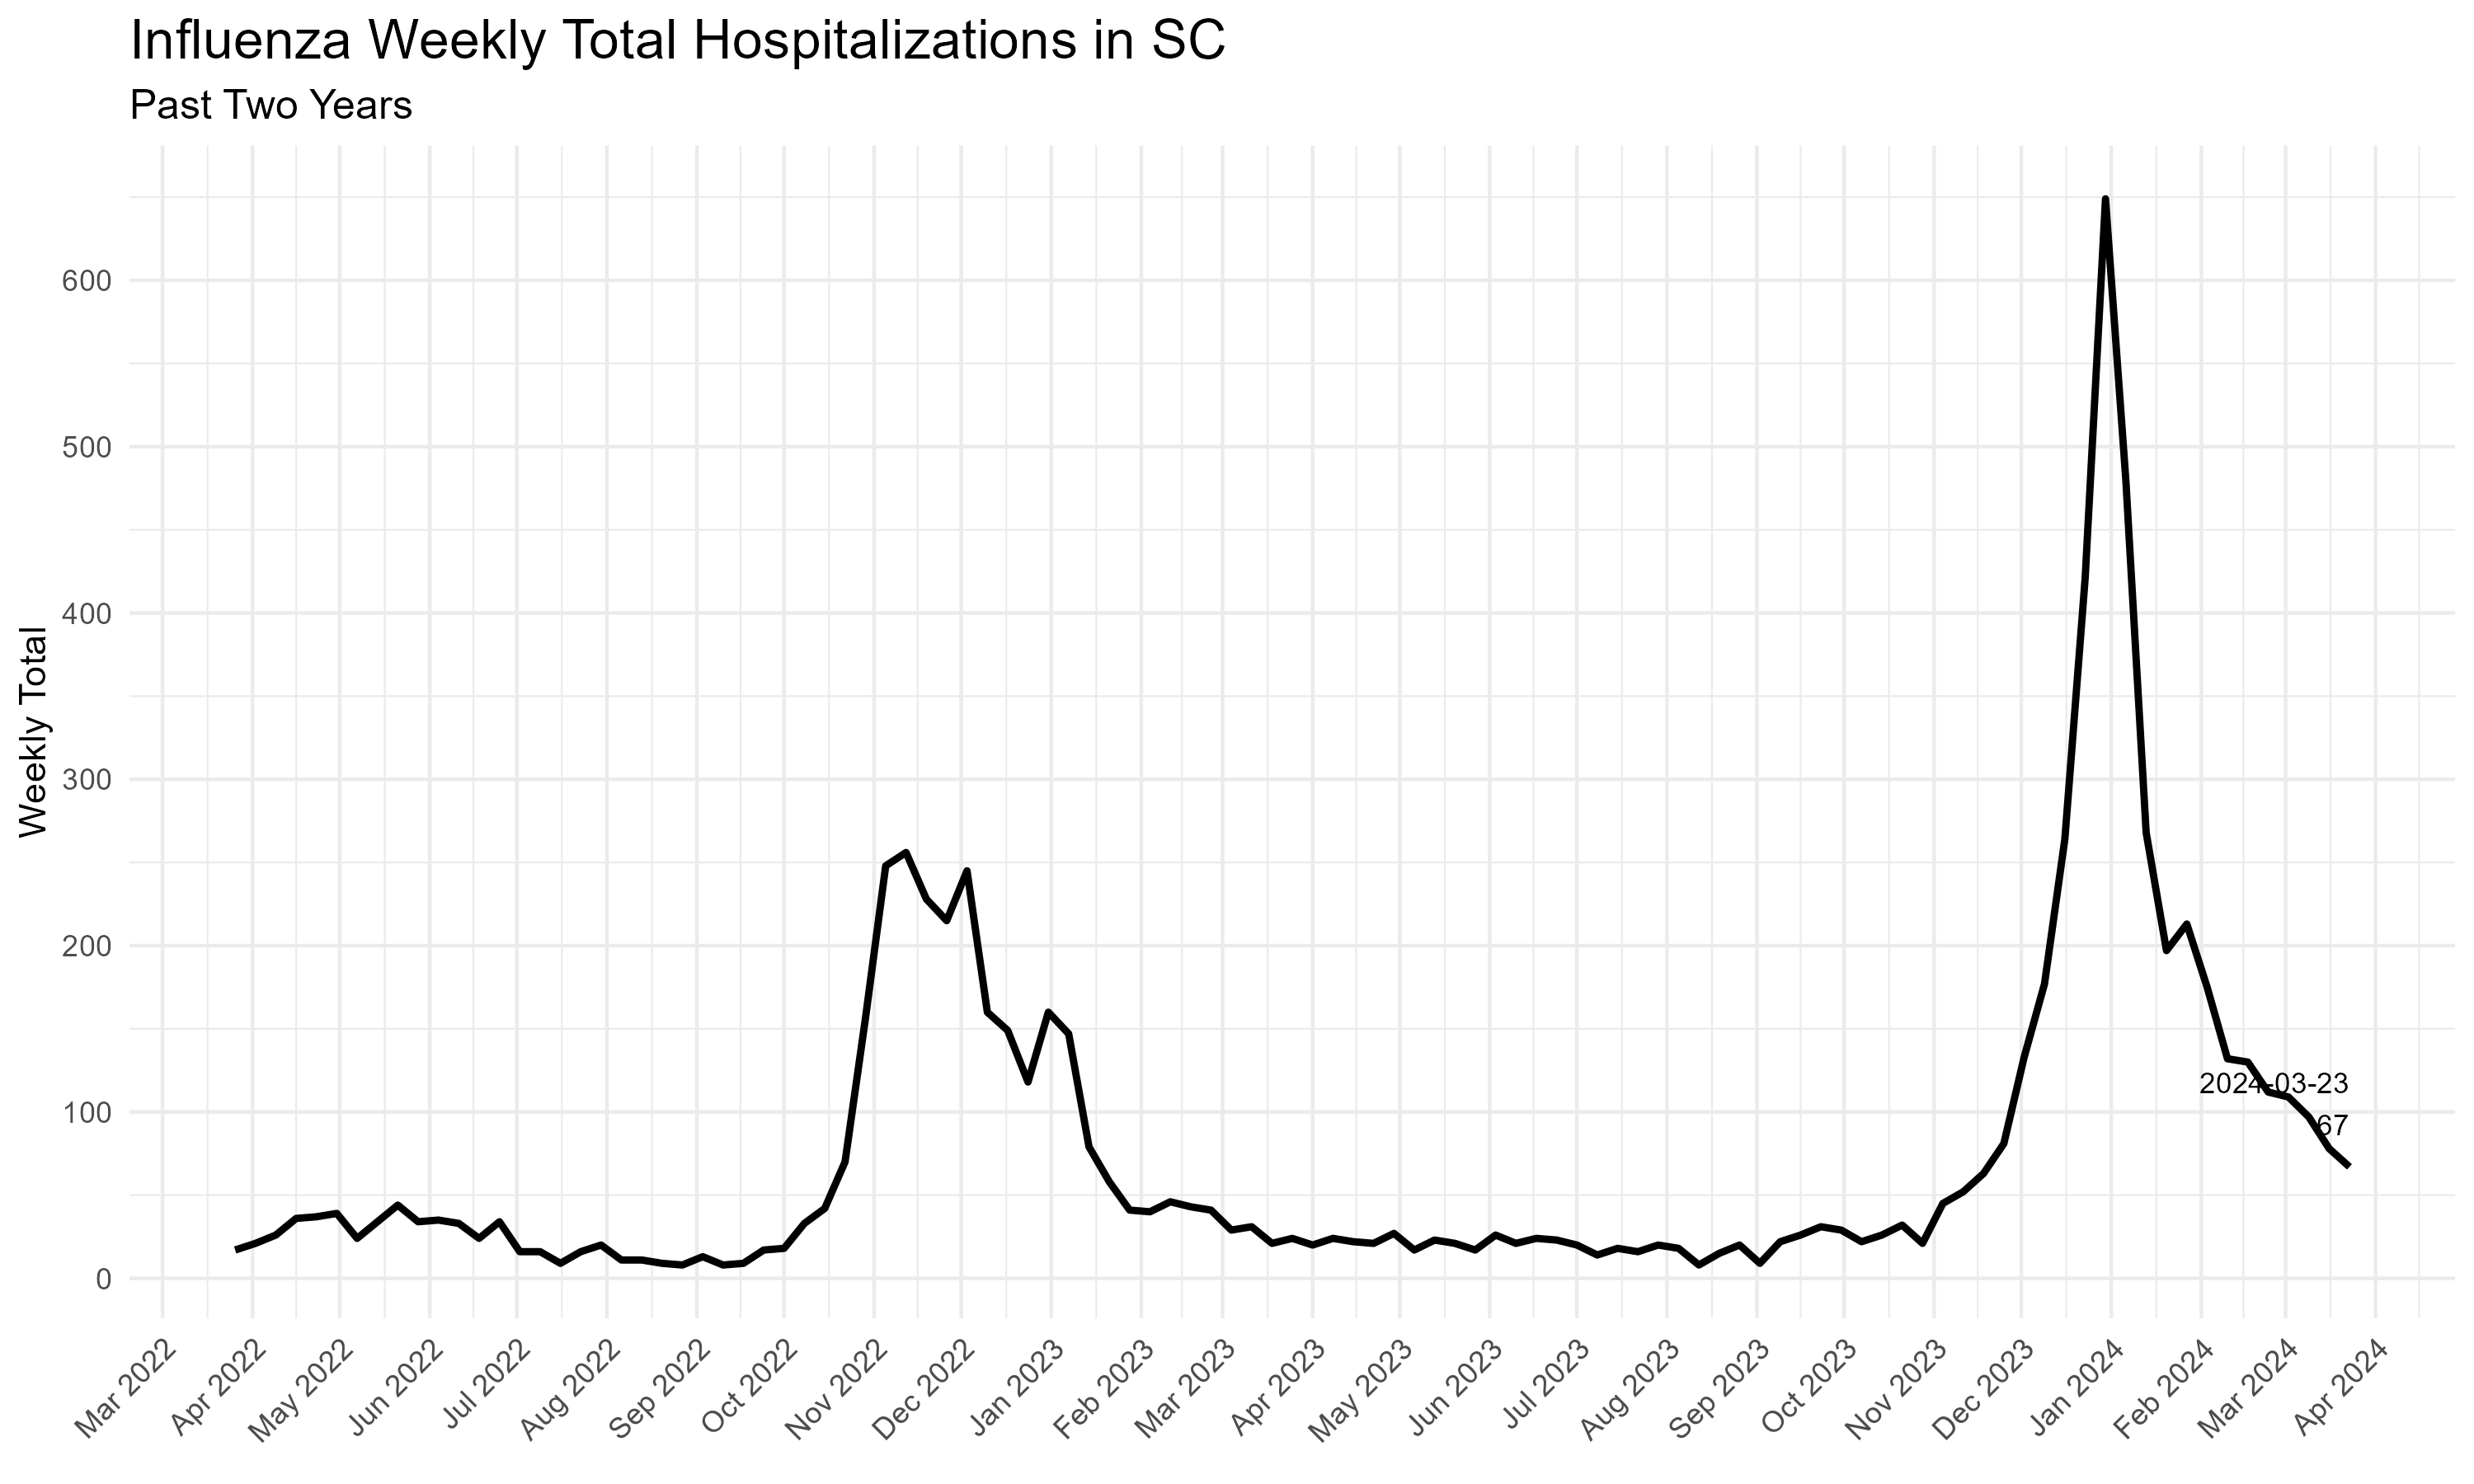 Influenza Weekly Total Hospitalizations in SC
Past Two Years
Weekly Total
600
500
400
300
200
100
0
2024-03-23
67
Mar 2022
Apr 2022
May 2022
Jun 2022
Jul 2022
Aug 2022
Sep 2022
Oct 2022
Nov 2022
Dec 2022
Jan 2023
Feb 2023
Mar 2023
Apr 2023
May 2023
Jun 2023
Jul 2023
Aug 2023
Sep 2023
Oct 2023
Nov 2023
Dec 2023
Jan 2024
Feb 2024
Mar 2024
Apr 2024